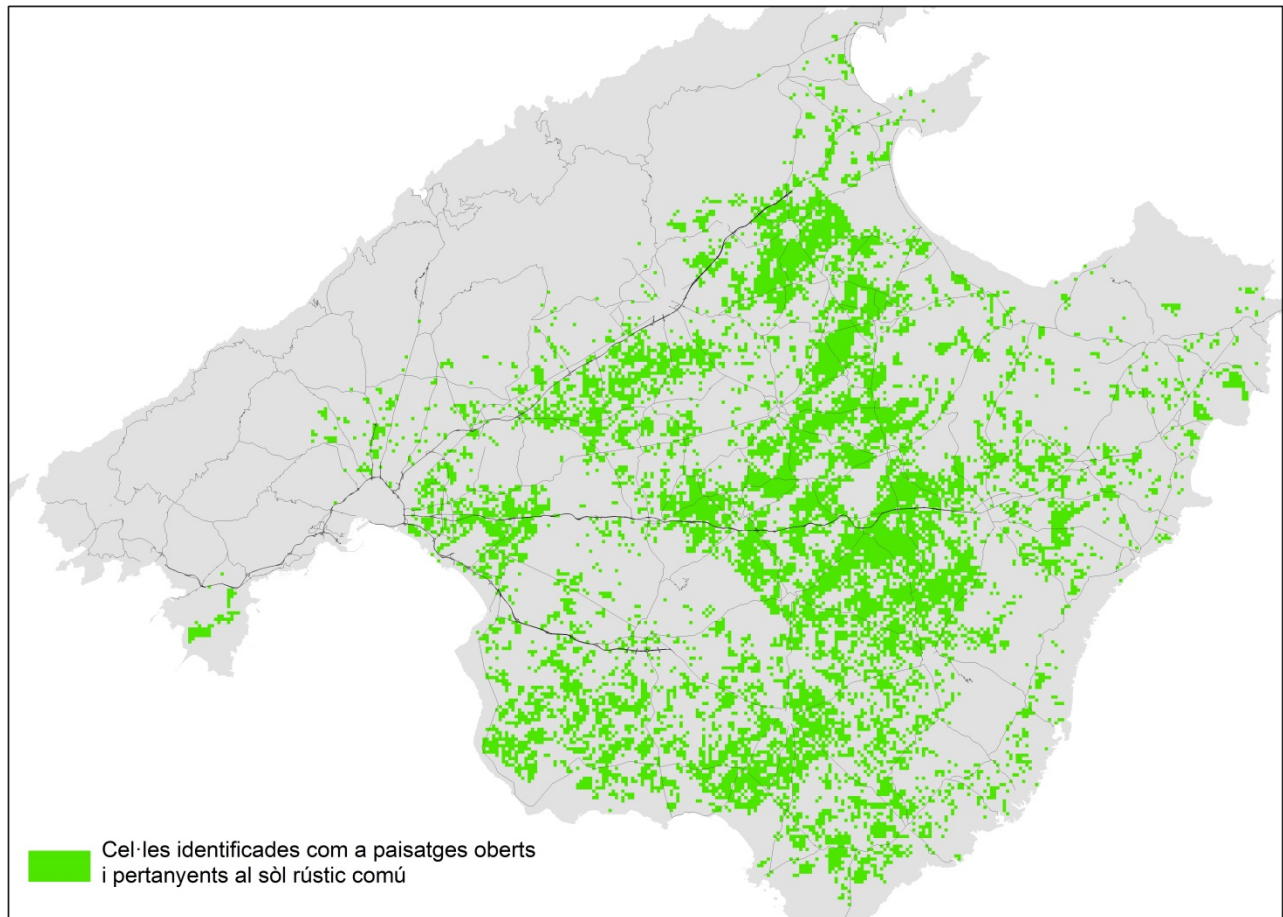 Cel·les identificades com a paisatges oberts
i pertanyents al sòl rústic comú